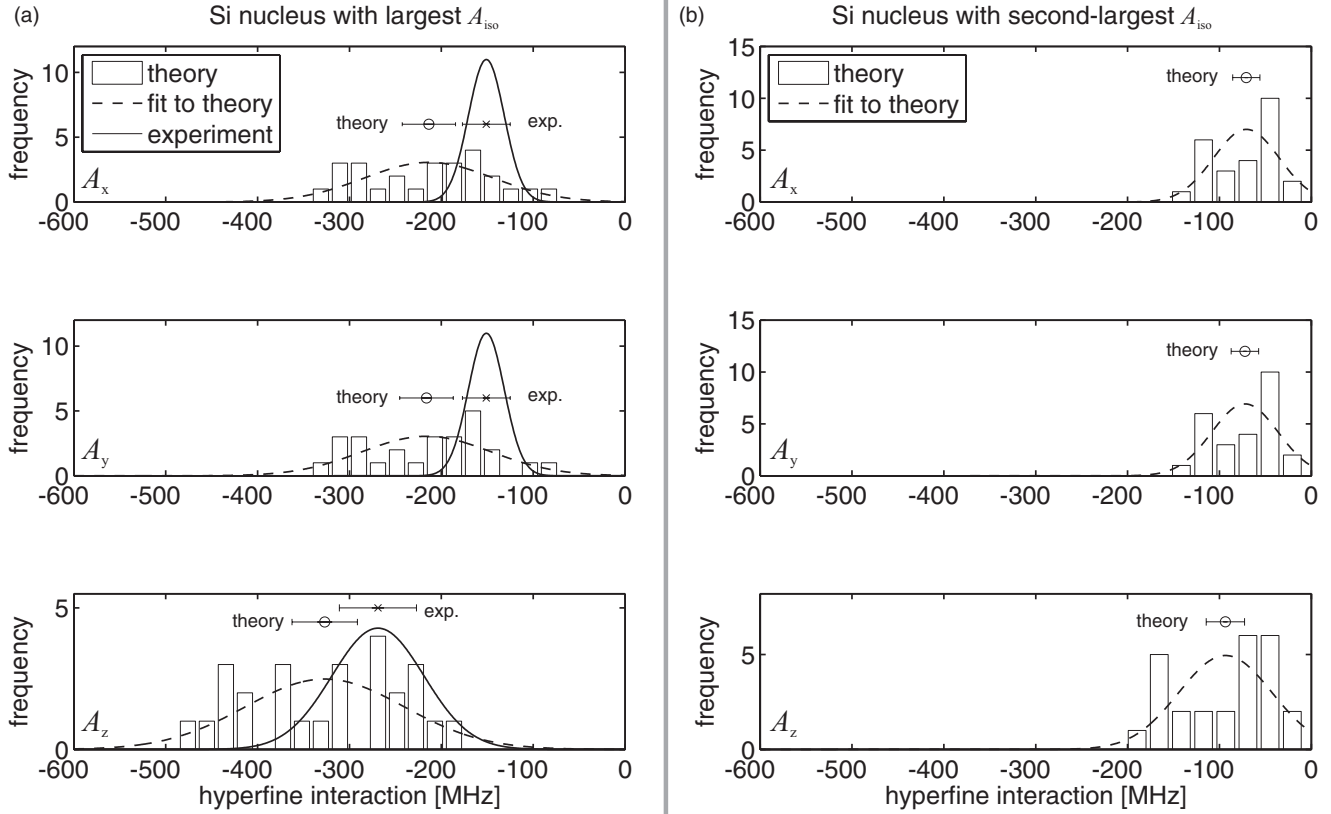 (a) Si nucleus with largest A_iso
frequency
10
5
0
theory
fit to theory
experiment
theory
exp.
A_x
-600 -500 -400 -300 -200 -100 0
frequency
10
5
0
theory
exp.
A_y
-600 -500 -400 -300 -200 -100 0
frequency
5
0
theory
exp.
A_z
-600 -500 -400 -300 -200 -100 0
hyperfine interaction [MHz]
(b) Si nucleus with second-largest A_iso
frequency
15
10
5
0
theory
fit to theory
theory
A_x
-600 -500 -400 -300 -200 -100 0
frequency
15
10
5
0
theory
A_y
-600 -500 -400 -300 -200 -100 0
frequency
5
0
theory
A_z
-600 -500 -400 -300 -200 -100 0
hyperfine interaction [MHz]